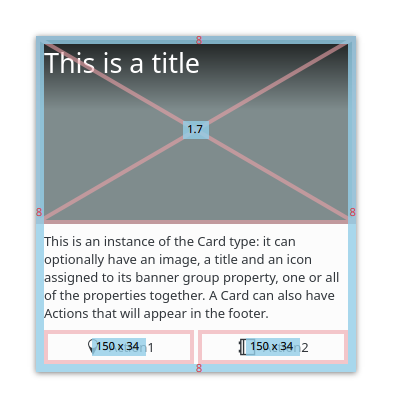 8
This is a title
1.7
8
8
This is an instance of the Card type: it can
optionally have an image, a title and an icon
assigned to its banner group property, one or all
of the properties together. A Card can also have
Actions that will appear in the footer.
150 x 34
1
150 x 34
2
8